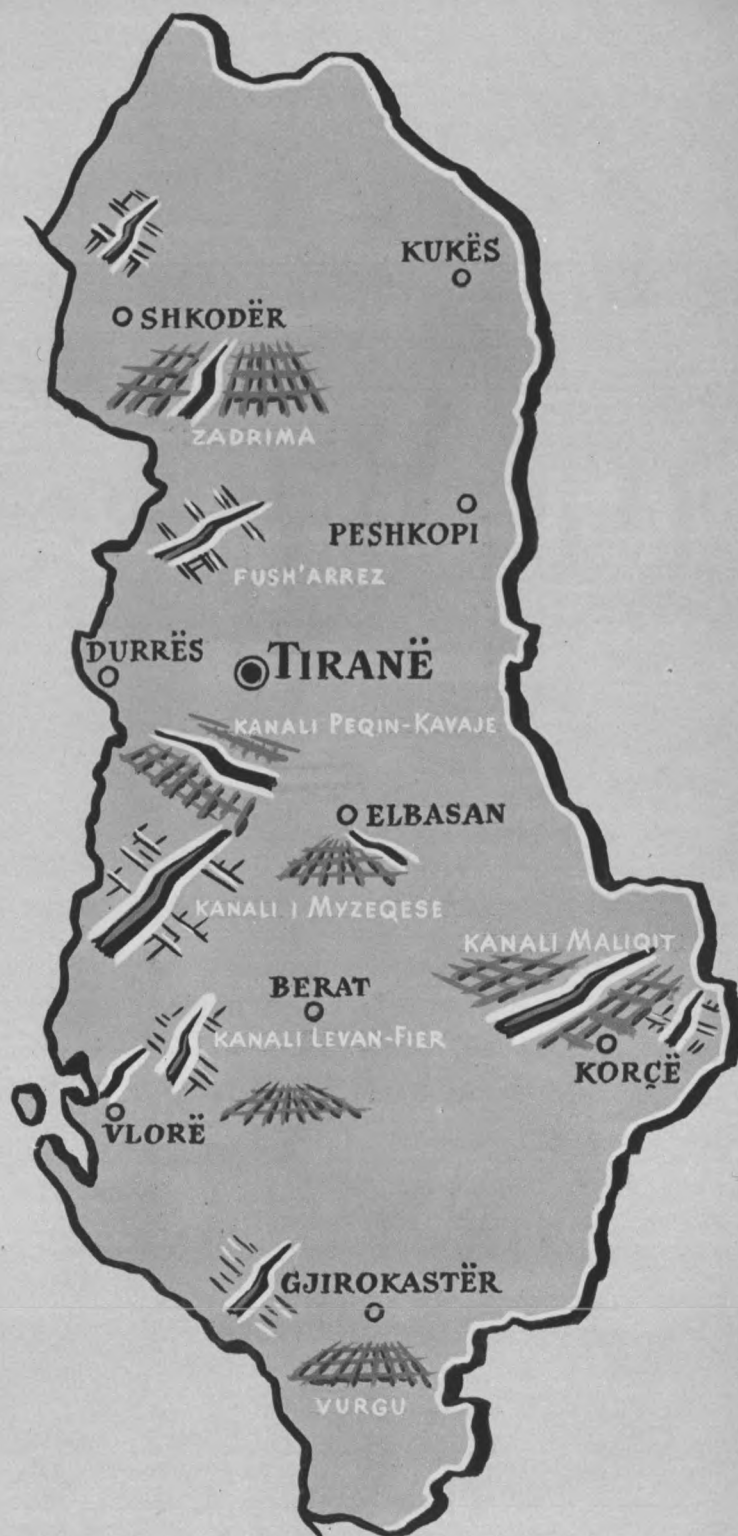 KUKËS
SHKODËR
ZADRIMA
PESHKOPI
FUSH'ARREZ
DURRËS
TIRANË
KANALI PEQIN-KAVAJE
ELBASAN
KANALI I MYZEQESE
KANALI MALIQIT
BERAT
KANALI LEVAN-FIER
KORÇË
VLORË
GJIROKASTËR
VURGU